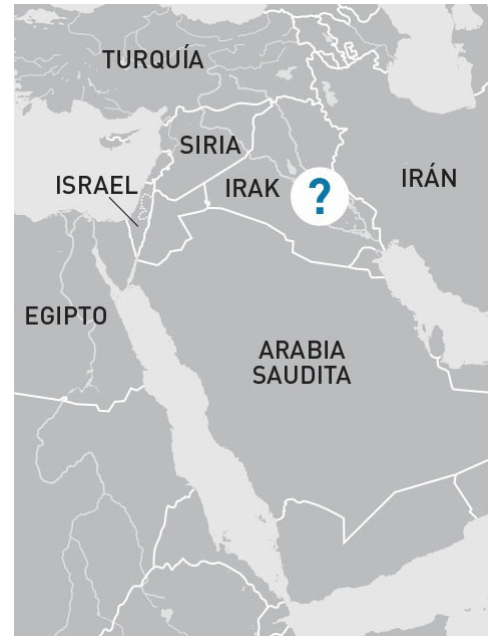 TURQUÍA
SIRIA
ISRAEL
IRAK
?
IRÁN
EGIPTO
ARABIA
SAUDITA